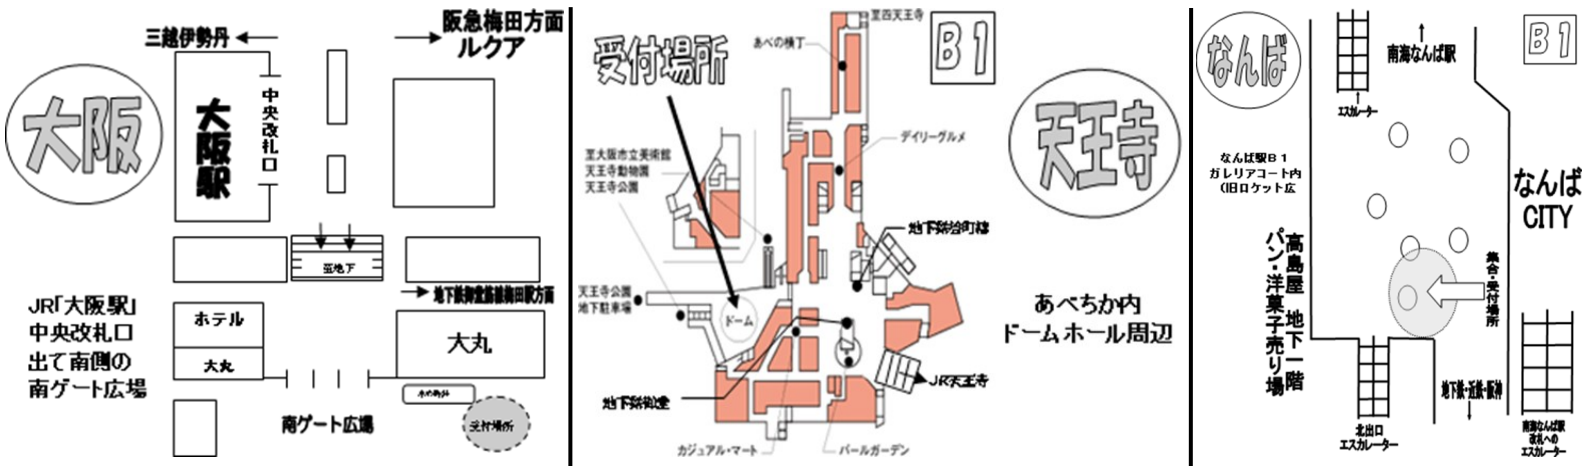 大阪
三越伊勢丹
阪急梅田方面
ルクア
大阪駅
中央改札口
至地下
地下鉄御堂筋線梅田駅方面
JR「大阪駅」
中央改札口
出て南側の
南ゲート広場
ホテル
大丸
大丸
水の時計
南ゲート広場
受付場所
受付場所
B1
天王寺
至四天王寺
あべの横丁
デイリーグルメ
至大阪市立美術館
天王寺動物園
天王寺公園
地下鉄谷町線
天王寺公園
地下駐車場
ドーム
あべちか内
ドームホール周辺
JR天王寺
地下鉄御堂
カジュアル・マート
パールガーデン
なんば
B1
南海なんば駅
エスカレーター
なんば駅B1
ガレリアコート内
(旧ロケット広
なんば
CITY
高島屋 地下一階
パン・洋菓子売り場
集合・受付場所
北出口
エスカレーター
地下鉄・近鉄・阪神
南海なんば駅
改札への
エスカレーター